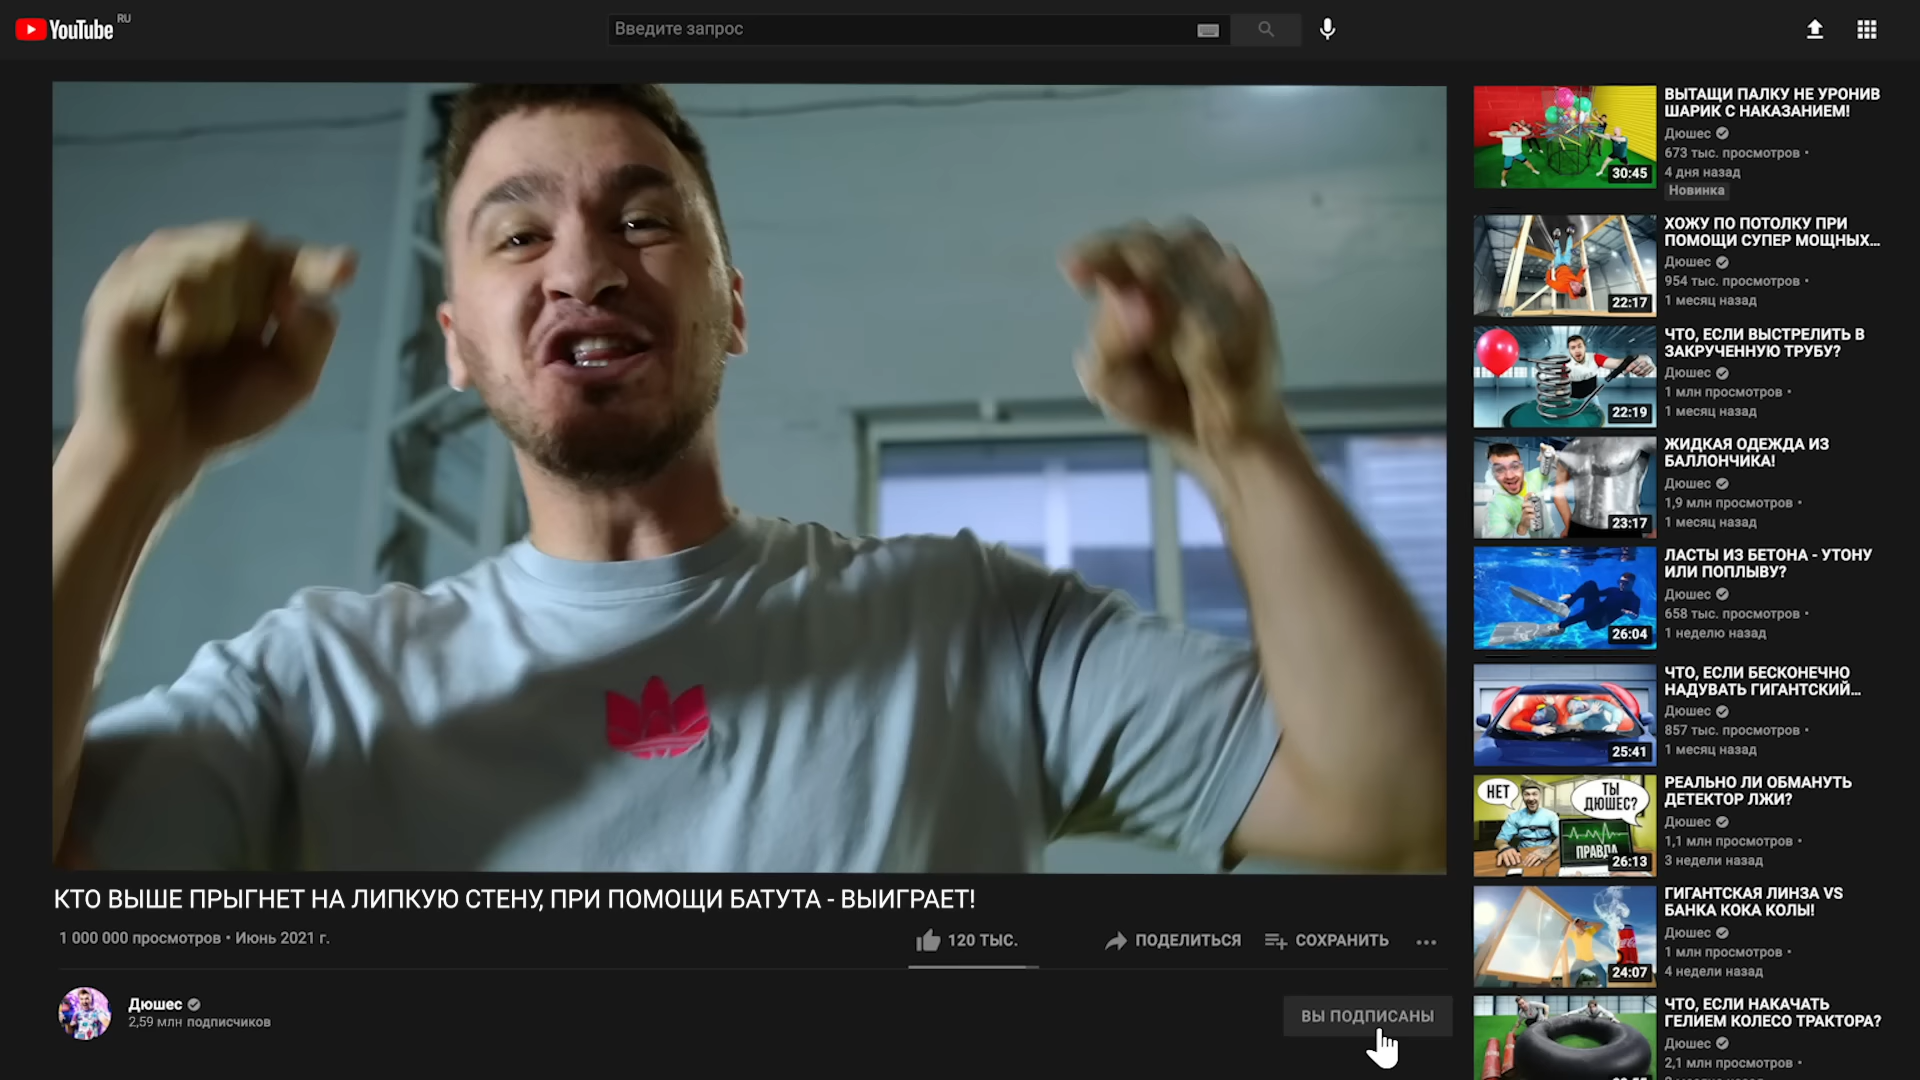 YouTube RU
Введите запрос
КТО ВЫШЕ ПРЫГНЕТ НА ЛИПКУЮ СТЕНУ, ПРИ ПОМОЩИ БАТУТА - ВЫИГРАЕТ!
1 000 000 просмотров • Июнь 2021 г.
120 ТЫС.
ПОДЕЛИТЬСЯ
СОХРАНИТЬ
Дюшес
2,59 млн подписчиков
ВЫ ПОДПИСАНЫ
30:45
ВЫТАЩИ ПАЛКУ НЕ УРОНИВ
ШАРИК С НАКАЗАНИЕМ!
Дюшес
673 тыс. просмотров •
4 дня назад
Новинка
22:17
ХОЖУ ПО ПОТОЛКУ ПРИ
ПОМОЩИ СУПЕР МОЩНЫХ...
Дюшес
954 тыс. просмотров •
1 месяц назад
22:19
ЧТО, ЕСЛИ ВЫСТРЕЛИТЬ В
ЗАКРУЧЕННУЮ ТРУБУ?
Дюшес
1 млн просмотров •
1 месяц назад
23:17
ЖИДКАЯ ОДЕЖДА ИЗ
БАЛЛОНЧИКА!
Дюшес
1,9 млн просмотров •
1 месяц назад
26:04
ЛАСТЫ ИЗ БЕТОНА - УТОНУ
ИЛИ ПОПЛЫВУ?
Дюшес
658 тыс. просмотров •
1 неделю назад
25:41
ЧТО, ЕСЛИ БЕСКОНЕЧНО
НАДУВАТЬ ГИГАНТСКИЙ...
Дюшес
857 тыс. просмотров •
1 месяц назад
НЕТ
ТЫ
ДЮШЕС?
ПРАВДА
26:13
РЕАЛЬНО ЛИ ОБМАНУТЬ
ДЕТЕКТОР ЛЖИ?
Дюшес
1,1 млн просмотров •
3 недели назад
24:07
ГИГАНТСКАЯ ЛИНЗА VS
БАНКА КОКА КОЛЫ!
Дюшес
1 млн просмотров •
4 недели назад
ЧТО, ЕСЛИ НАКАЧАТЬ
ГЕЛИЕМ КОЛЕСО ТРАКТОРА?
Дюшес
2,1 млн просмотров •